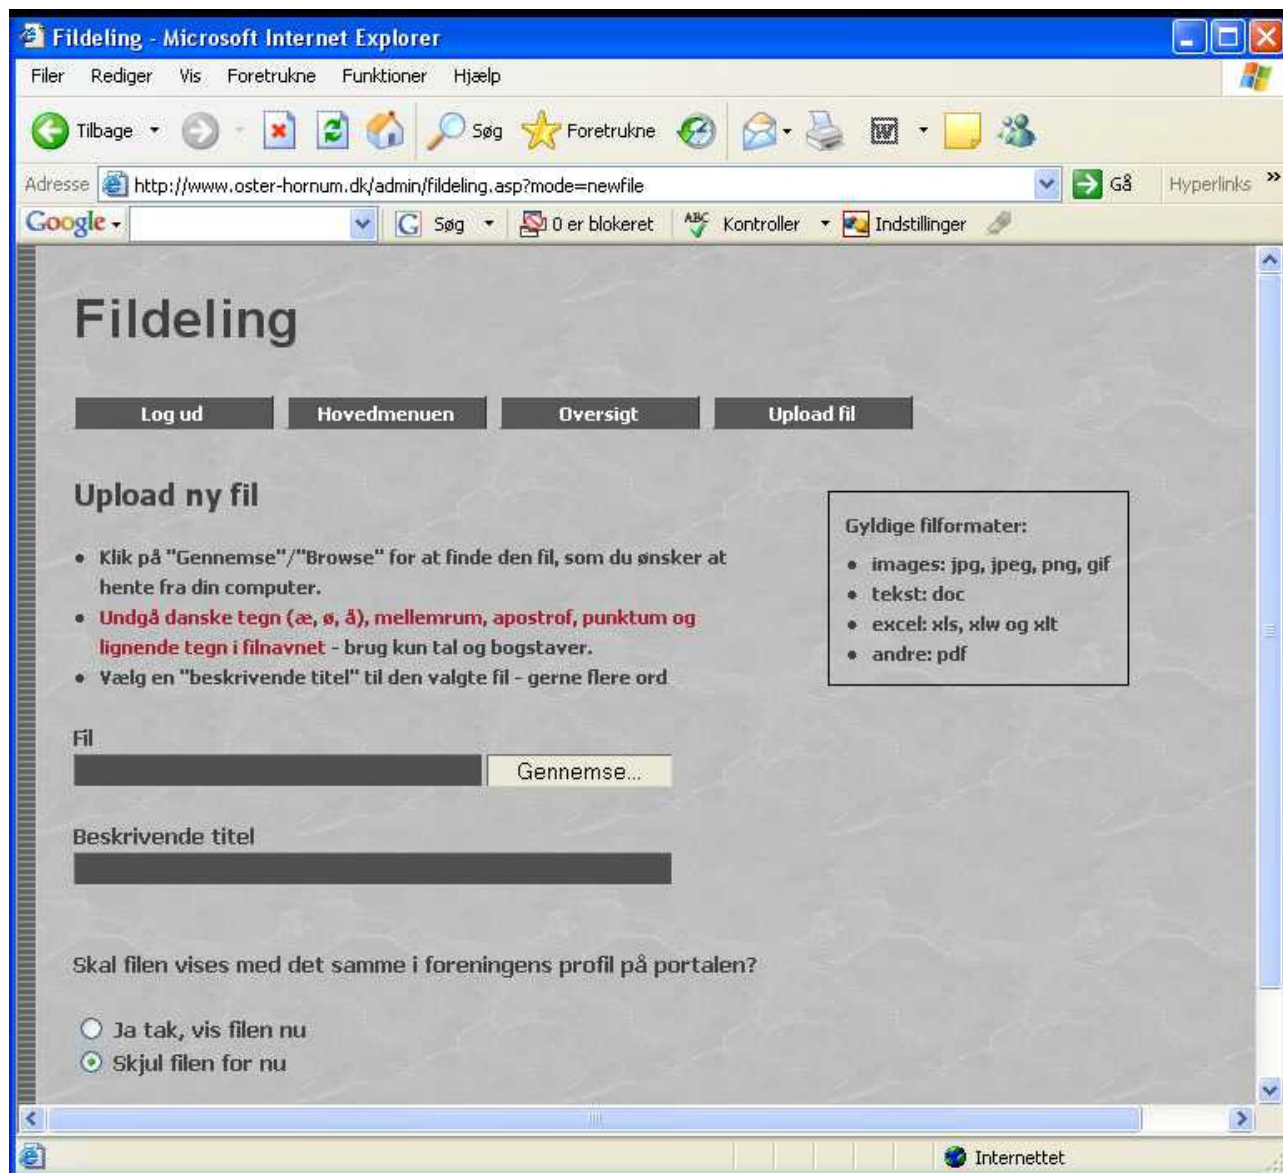 Fildeling - Microsoft Internet Explorer
Filer Rediger Vis Foretrukne Funktioner Hjælp
Tilbage Søg Foretrukne
Adresse http://www.oster-hornum.dk/admin/fildeling.asp?mode=newfile Gå Hyperlinks »
Google G Søg 0 er blokeret ABC Kontroller Indstillinger
Fildeling
Log ud Hovedmenuen Oversigt Upload fil
Upload ny fil
• Klik på "Gennemse"/"Browse" for at finde den fil, som du ønsker at
hente fra din computer.
• Undgå danske tegn (æ, ø, å), mellemrum, apostrof, punktum og
lignende tegn i filnavnet - brug kun tal og bogstaver.
• Vælg en "beskrivende titel" til den valgte fil - gerne flere ord
Gyldige filformater:
• images: jpg, jpeg, png, gif
• tekst: doc
• excel: xls, xlw og xlt
• andre: pdf
Fil
Gennemse...
Beskrivende titel
Skal filen vises med det samme i foreningens profil på portalen?
Ja tak, vis filen nu
Skjul filen for nu
Internettet